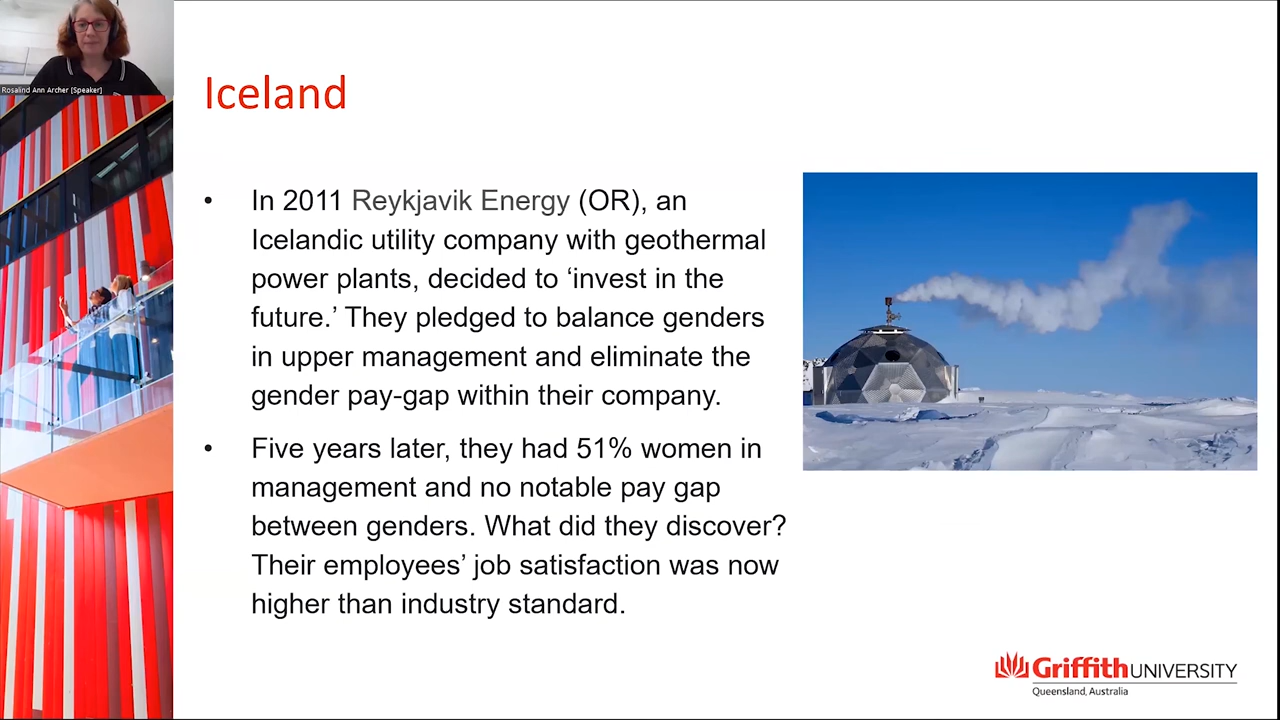 Rosalind Ann Archer [Speaker]
Iceland
• In 2011 Reykjavik Energy (OR), an
Icelandic utility company with geothermal
power plants, decided to ‘invest in the
future.’ They pledged to balance genders
in upper management and eliminate the
gender pay-gap within their company.
• Five years later, they had 51% women in
management and no notable pay gap
between genders. What did they discover?
Their employees’ job satisfaction was now
higher than industry standard.
Griffith UNIVERSITY
Queensland, Australia